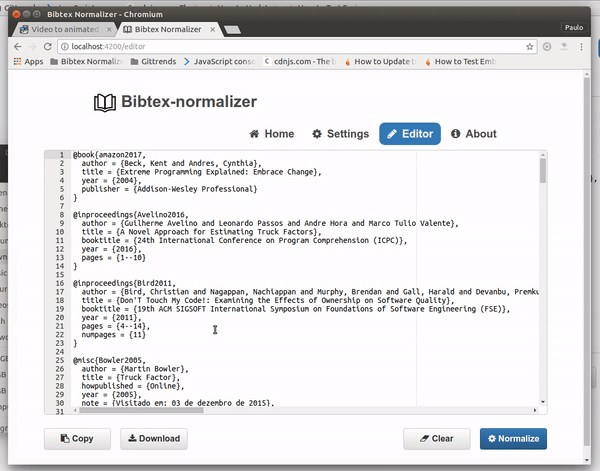 Bibtex Normalizer - Chromium
Video to animated
Bibtex Normalizer
Paulo
localhost:4200/editor
Apps
Bibtex Normaliz
Gittrends
JavaScript cons
cdnjs.com - The b
How to Update t
How to Test Emb
Bibtex-normalizer
Home
Settings
Editor
About
1 @book{amazon2017,
2 author = {Beck, Kent and Andres, Cynthia},
3 title = {Extreme Programming Explained: Embrace Change},
4 year = {2004},
5 publisher = {Addison-Wesley Professional}
6 }
7
8 @inproceedings{Avelino2016,
9 author = {Guilherme Avelino and Leonardo Passos and Andre Hora and Marco Tulio Valente},
10 title = {A Novel Approach for Estimating Truck Factors},
11 booktitle = {24th International Conference on Program Comprehension (ICPC)},
12 year = {2016},
13 pages = {1--10}
14 }
15
16 @inproceedings{Bird2011,
17 author = {Bird, Christian and Nagappan, Nachiappan and Murphy, Brendan and Gall, Harald and Devanbu, Premku
18 title = {Don'T Touch My Code!: Examining the Effects of Ownership on Software Quality},
19 booktitle = {19th ACM SIGSOFT International Symposium on Foundations of Software Engineering (FSE)},
20 year = {2011},
21 pages = {4--14},
22 numpages = {11}
23 }
24
25 @misc{Bowler2005,
26 author = {Martin Bowler},
27 title = {Truck Factor},
28 howpublished = {Online},
29 year = {2005},
30 note = {Visitado em: 03 de dezembro de 2015},
31
Copy
Download
Clear
Normalize